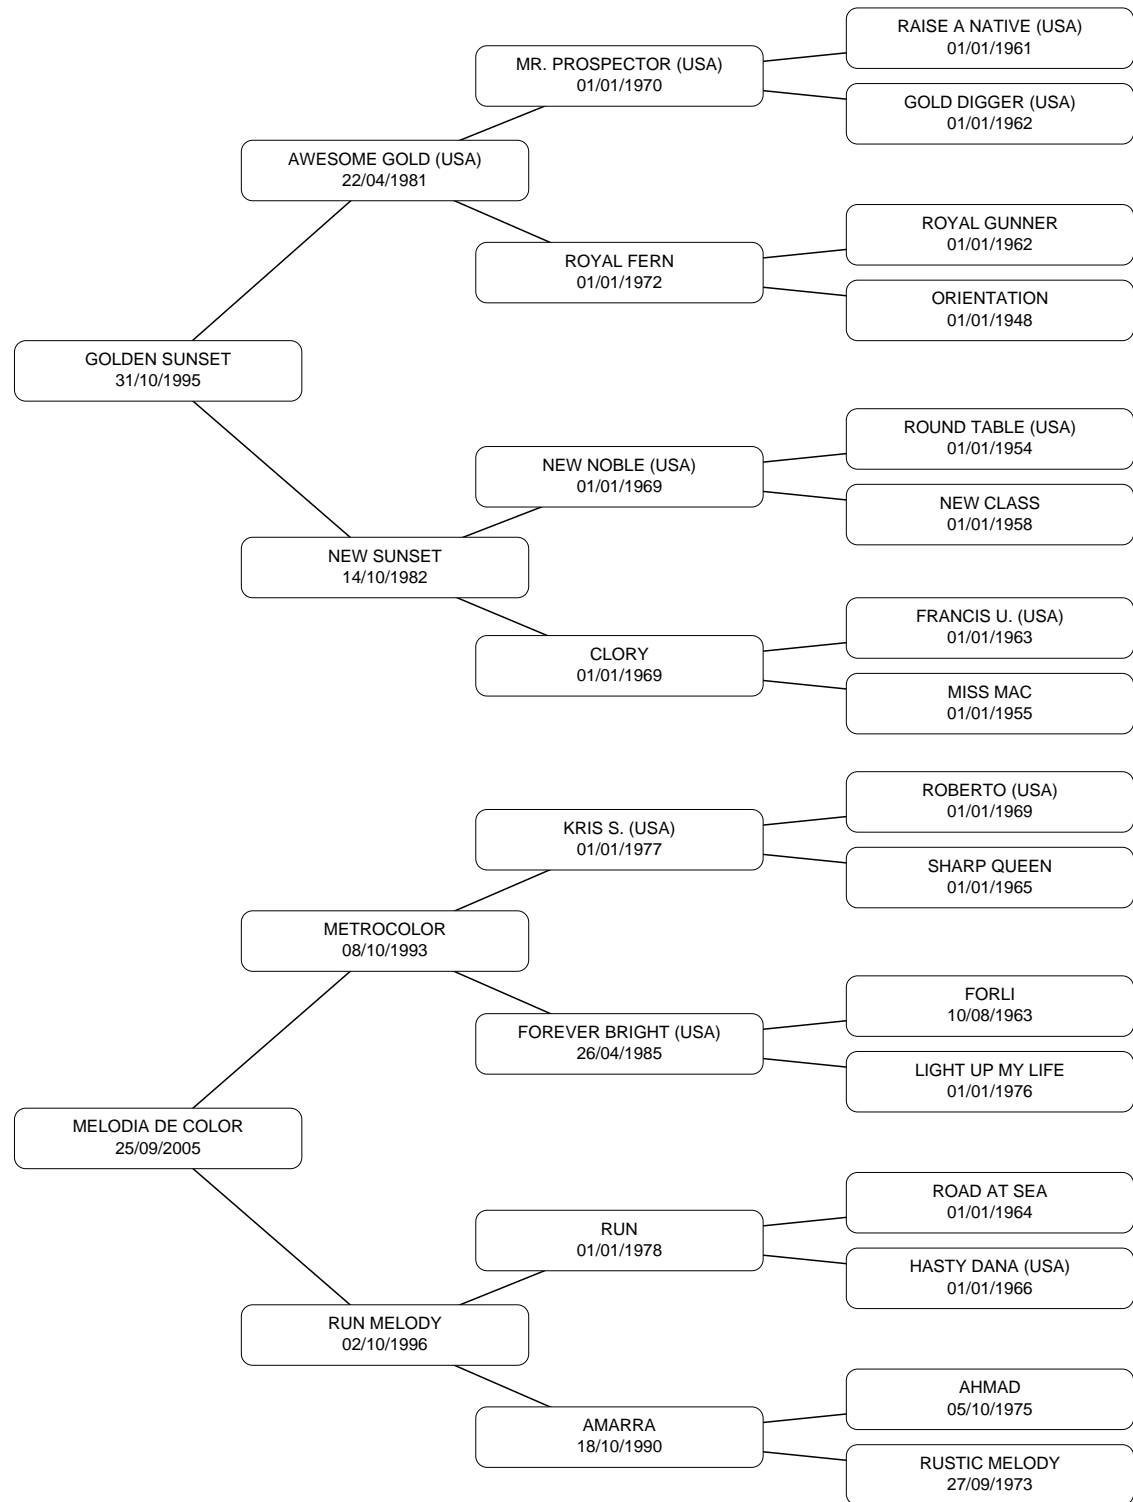 RAISE A NATIVE (USA)
01/01/1961
MR. PROSPECTOR (USA)
01/01/1970
GOLD DIGGER (USA)
01/01/1962
AWESOME GOLD (USA)
22/04/1981
ROYAL GUNNER
01/01/1962
ROYAL FERN
01/01/1972
ORIENTATION
01/01/1948
GOLDEN SUNSET
31/10/1995
ROUND TABLE (USA)
01/01/1954
NEW NOBLE (USA)
01/01/1969
NEW CLASS
01/01/1958
NEW SUNSET
14/10/1982
FRANCIS U. (USA)
01/01/1963
CLORY
01/01/1969
MISS MAC
01/01/1955
ROBERTO (USA)
01/01/1969
KRIS S. (USA)
01/01/1977
SHARP QUEEN
01/01/1965
METROCOLOR
08/10/1993
FORLI
10/08/1963
FOREVER BRIGHT (USA)
26/04/1985
LIGHT UP MY LIFE
01/01/1976
MELODIA DE COLOR
25/09/2005
ROAD AT SEA
01/01/1964
RUN
01/01/1978
HASTY DANA (USA)
01/01/1966
RUN MELODY
02/10/1996
AHMAD
05/10/1975
AMARRA
18/10/1990
RUSTIC MELODY
27/09/1973